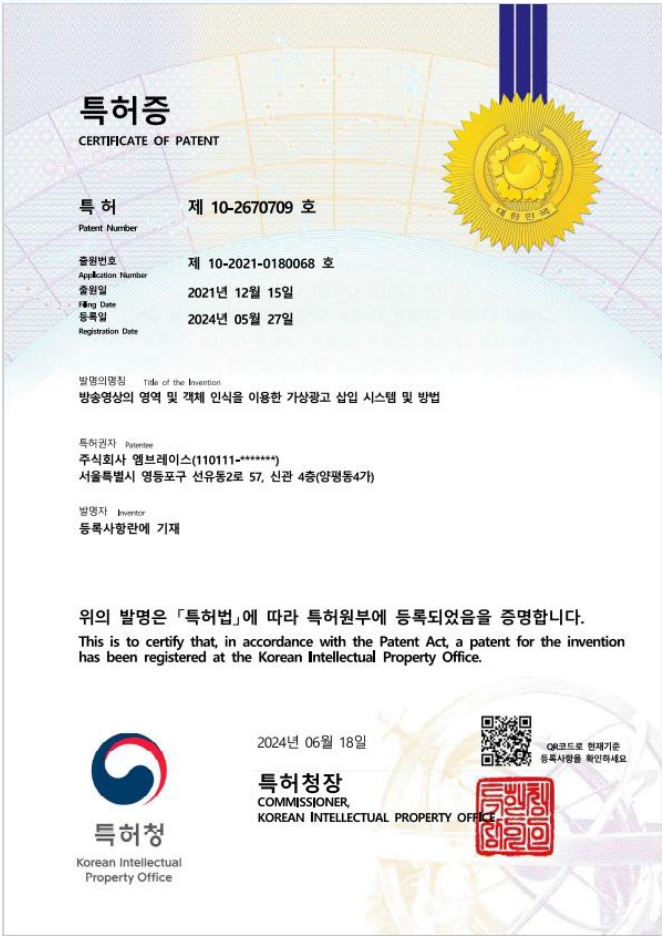 특허증
CERTIFICATE OF PATENT
대한민국
특 허 제 10-2670709 호
Patent Number
출원번호 제 10-2021-0180068 호
Application Number
출원일 2021년 12월 15일
Filing Date
등록일 2024년 05월 27일
Registration Date
발명의명칭 Title of the Invention
방송영상의 영역 및 객체 인식을 이용한 가상광고 삽입 시스템 및 방법
특허권자 Patentee
주식회사 엠브레이스(110111-*******)
서울특별시 영등포구 선유동2로 57, 신관 4층(양평동4가)
발명자 Inventor
등록사항란에 기재
위의 발명은 「특허법」에 따라 특허원부에 등록되었음을 증명합니다.
This is to certify that, in accordance with the Patent Act, a patent for the invention
has been registered at the Korean Intellectual Property Office.
2024년 06월 18일
QR코드로 현재기준
등록사항을 확인하세요
특허청장
COMMISSIONER,
KOREAN INTELLECTUAL PROPERTY OFFICE
특허청
Korean Intellectual
Property Office